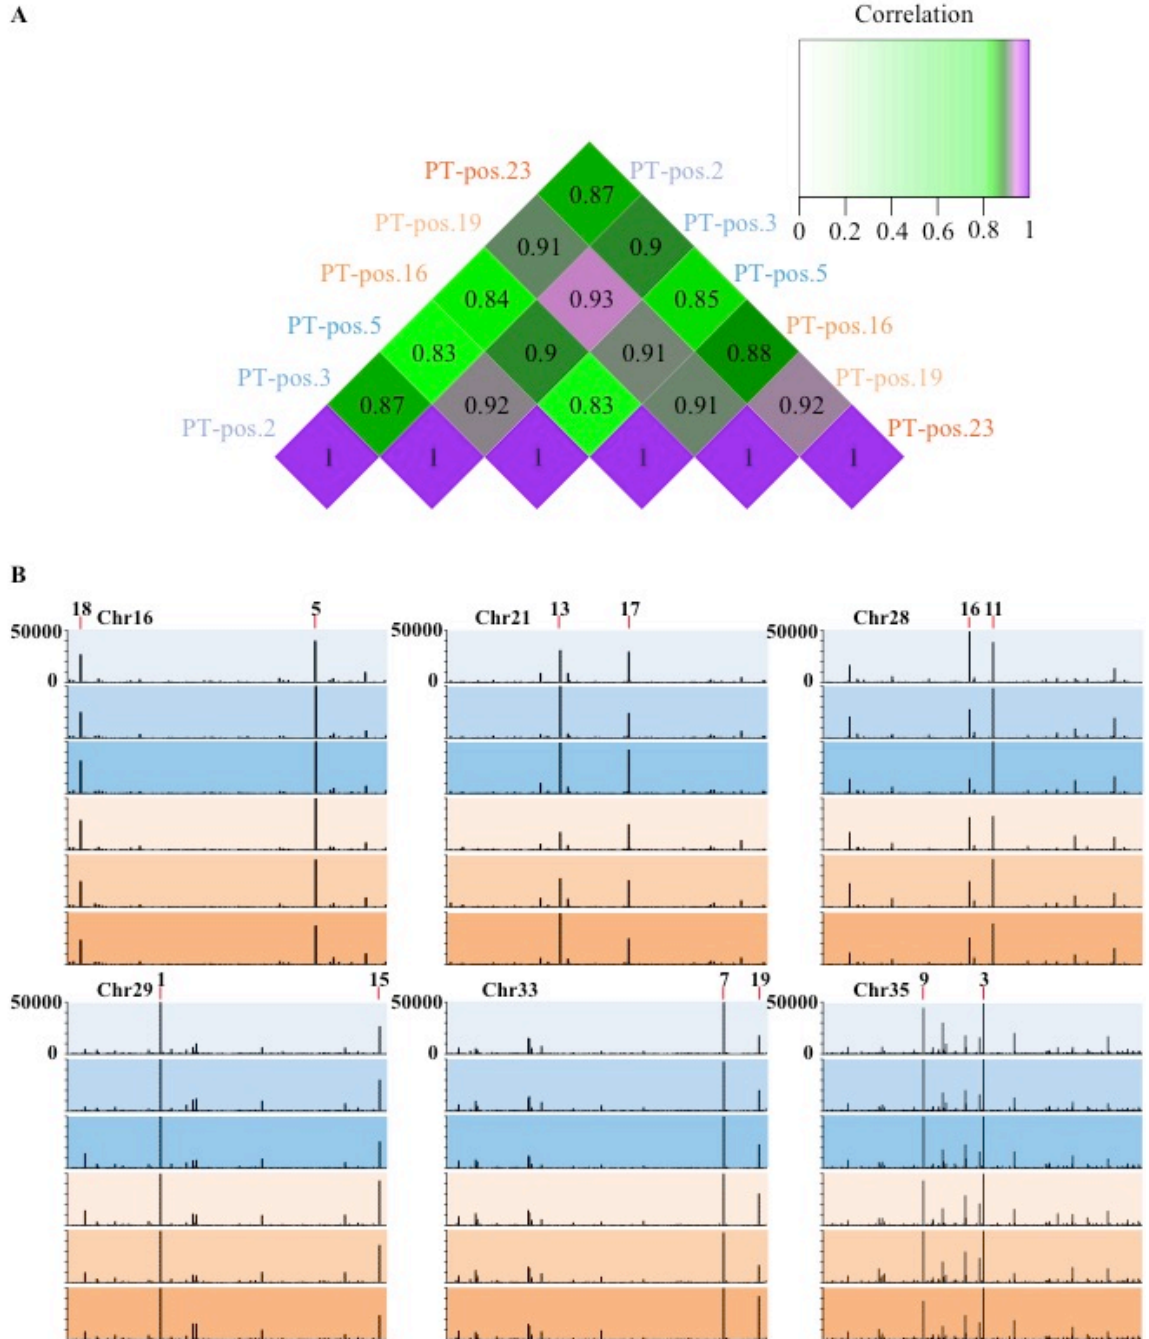 A
Correlation
0 0.2 0.4 0.6 0.8 1
PT-pos.23 PT-pos.2
0.87
PT-pos.19 PT-pos.3
0.91 0.9
PT-pos.16 PT-pos.5
0.84 0.93 0.85
PT-pos.5 PT-pos.16
0.83 0.9 0.91 0.88
PT-pos.3 PT-pos.19
0.87 0.92 0.83 0.91 0.92
PT-pos.2 PT-pos.23
1 1 1 1 1 1
B
18 Chr16 5 Chr21 13 17 Chr28 16 11
50000 50000 50000
0 0 0
Chr29 1 15 Chr33 7 19 Chr35 9 3
50000 50000 50000
0 0 0